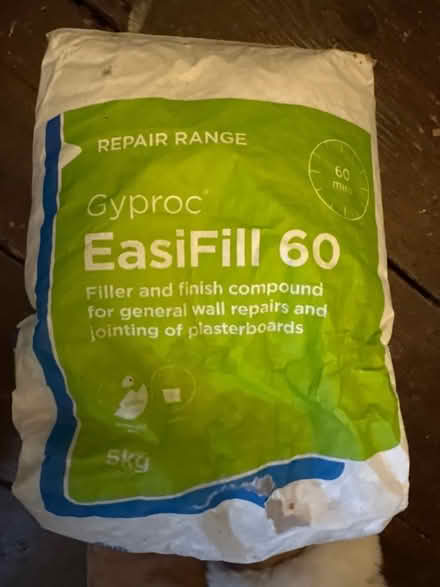 REPAIR RANGE
60
min
Gyproc
EasiFill 60
Filler and finish compound
for general wall repairs and
jointing of plasterboards
5kg